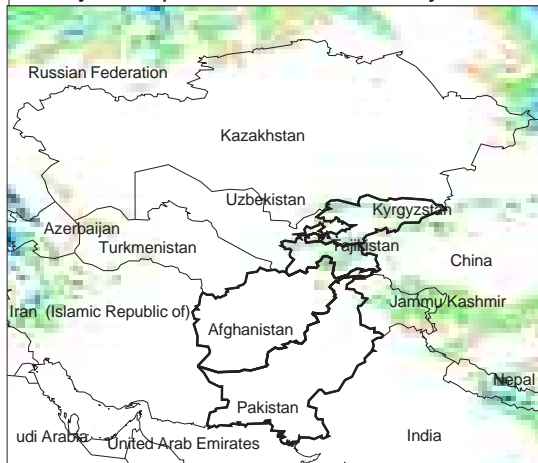 Russian Federation
Kazakhstan
Uzbekistan
Kyrgyzstan
Azerbaijan
Turkmenistan
Tajikistan
China
Iran (Islamic Republic of)
Jammu/Kashmir
Afghanistan
Nepal
Pakistan
udi Arabia
United Arab Emirates
India